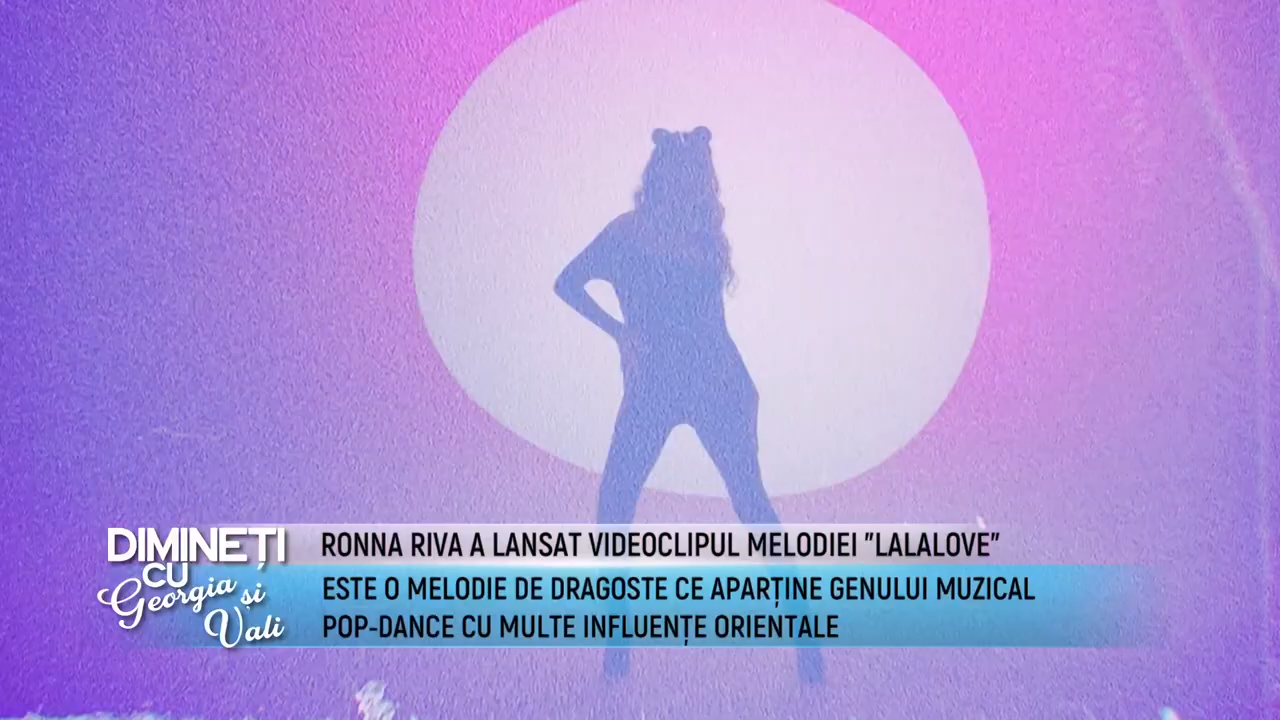 DIMINEȚI
CU
Georgia și
Vali
RONNA RIVA A LANSAT VIDEOCLIPUL MELODIEI "LALALOVE"
ESTE O MELODIE DE DRAGOSTE CE APARȚINE GENULUI MUZICAL
POP-DANCE CU MULTE INFLUENȚE ORIENTALE